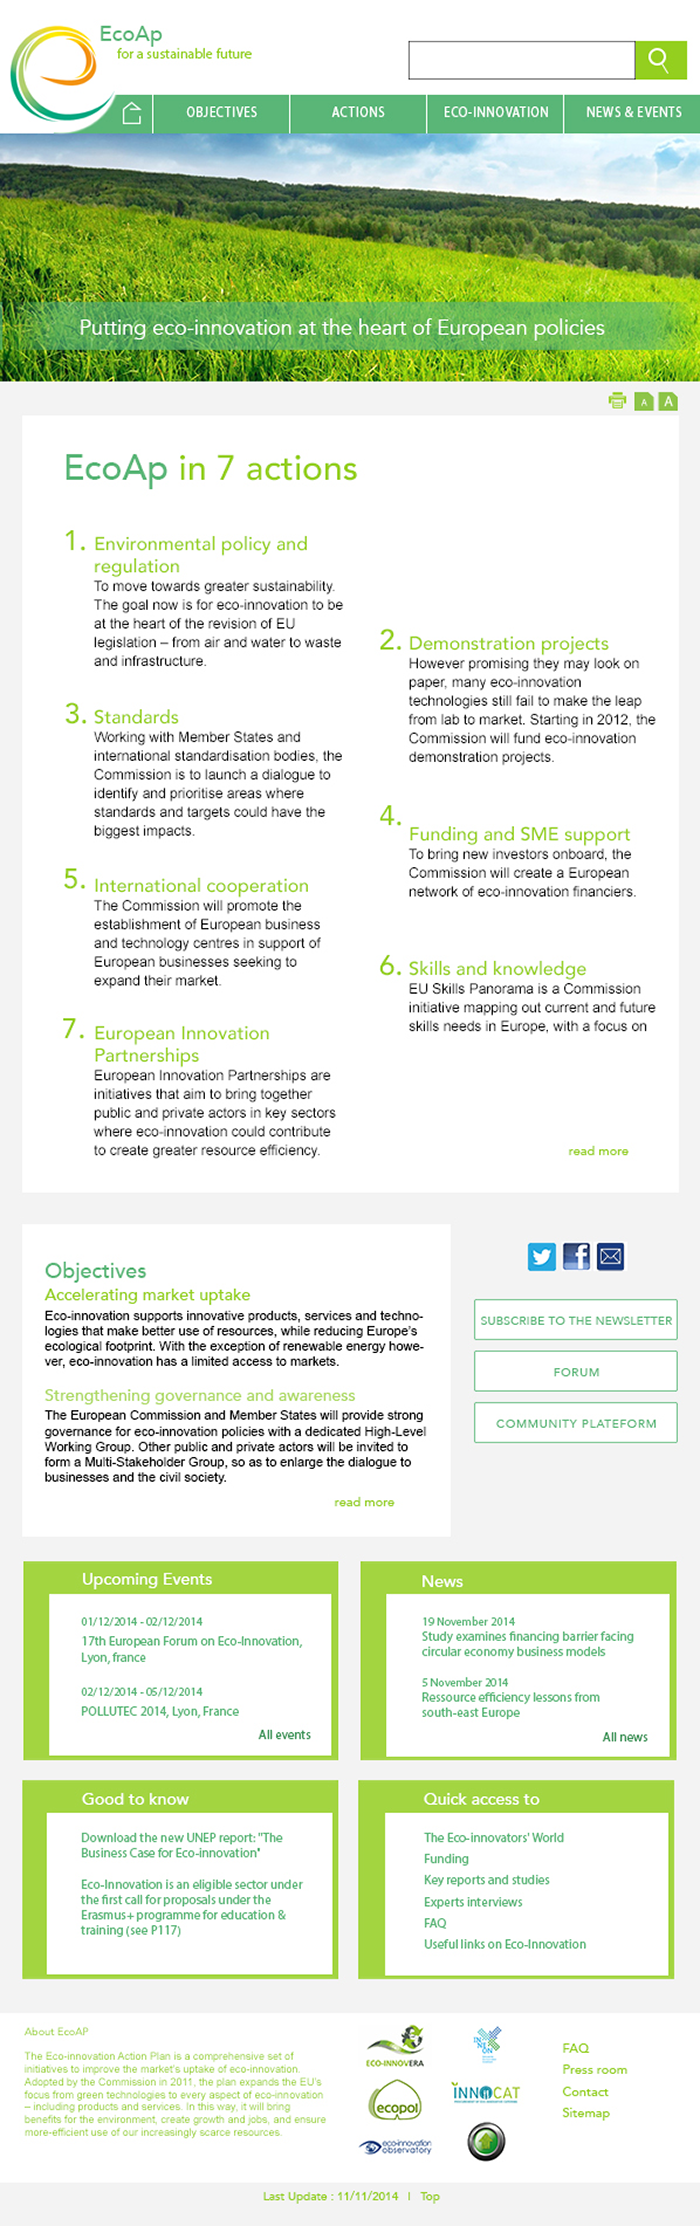 EcoAp
for a sustainable future
OBJECTIVES
ACTIONS
ECO-INNOVATION
NEWS & EVENTS
Putting eco-innovation at the heart of European policies
A
A
EcoAp in 7 actions
1. Environmental policy and
regulation
To move towards greater sustainability.
The goal now is for eco-innovation to be
at the heart of the revision of EU
legislation – from air and water to waste
and infrastructure.
2. Demonstration projects
However promising they may look on
paper, many eco-innovation
technologies still fail to make the leap
from lab to market. Starting in 2012, the
Commission will fund eco-innovation
demonstration projects.
3. Standards
Working with Member States and
international standardisation bodies, the
Commission is to launch a dialogue to
identify and prioritise areas where
standards and targets could have the
biggest impacts.
4.
Funding and SME support
To bring new investors onboard, the
Commission will create a European
network of eco-innovation financiers.
5. International cooperation
The Commission will promote the
establishment of European business
and technology centres in support of
European businesses seeking to
expand their market.
6. Skills and knowledge
EU Skills Panorama is a Commission
initiative mapping out current and future
skills needs in Europe, with a focus on
7. European Innovation
Partnerships
European Innovation Partnerships are
initiatives that aim to bring together
public and private actors in key sectors
where eco-innovation could contribute
to create greater resource efficiency.
read more
Objectives
Accelerating market uptake
Eco-innovation supports innovative products, services and techno-
logies that make better use of resources, while reducing Europe's
ecological footprint. With the exception of renewable energy howe-
ver, eco-innovation has a limited access to markets.
Strengthening governance and awareness
The European Commission and Member States will provide strong
governance for eco-innovation policies with a dedicated High-Level
Working Group. Other public and private actors will be invited to
form a Multi-Stakeholder Group, so as to enlarge the dialogue to
businesses and the civil society.
read more
SUBSCRIBE TO THE NEWSLETTER
FORUM
COMMUNITY PLATEFORM
Upcoming Events
01/12/2014 - 02/12/2014
17th European Forum on Eco-Innovation,
Lyon, france
02/12/2014 - 05/12/2014
POLLUTEC 2014, Lyon, France
All events
News
19 November 2014
Study examines financing barrier facing
circular economy business models
5 November 2014
Ressource efficiency lessons from
south-east Europe
All news
Good to know
Download the new UNEP report: "The
Business Case for Eco-innovation"
Eco-Innovation is an eligible sector under
the first call for proposals under the
Erasmus+ programme for education &
training (see P117)
Quick access to
The Eco-innovators' World
Funding
Key reports and studies
Experts interviews
FAQ
Useful links on Eco-Innovation
About EcoAP
The Eco-innovation Action Plan is a comprehensive set of
initiatives to improve the market's uptake of eco-innovation.
Adopted by the Commission in 2011, the plan expands the EU's
focus from green technologies to every aspect of eco-innovation
– including products and services. In this way, it will bring
benefits for the environment, create growth and jobs, and ensure
more-efficient use of our increasingly scarce resources.
ECO-INNOVERA
ecopol
INNOCAT
eco-innovation
observatory
FAQ
Press room
Contact
Sitemap
Last Update : 11/11/2014 | Top